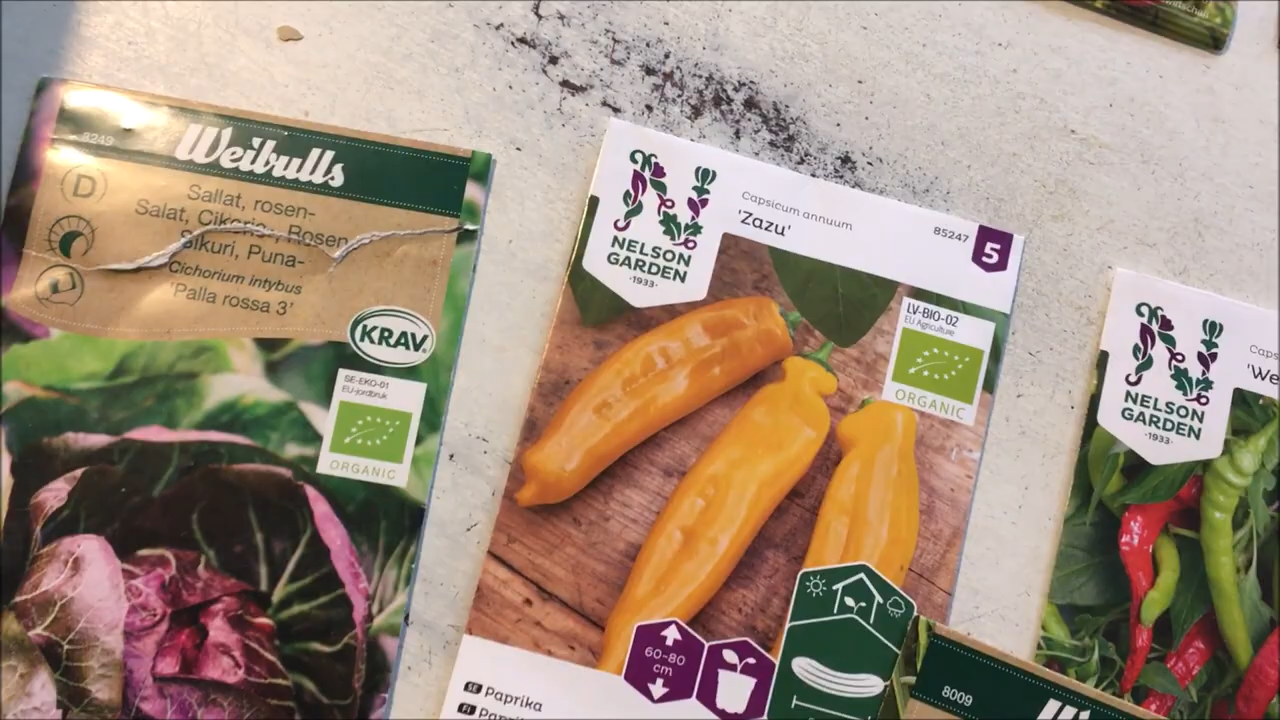 8249
Weibulls
D
Sallat, rosen-
Salat, Cikorie, Rosen
Sikuri, Puna-
Cichorium intybus
'Palla rossa 3'
KRAV
SE-EKO-01
EU-jordbruk
ORGANIC
NELSON
GARDEN
·1933·
Capsicum annuum
'Zazu'
85247
5
LV-BIO-02
EU Agriculture
ORGANIC
60-80
cm
SE Paprika
FI
NELSON
GARDEN
·1933·
8009